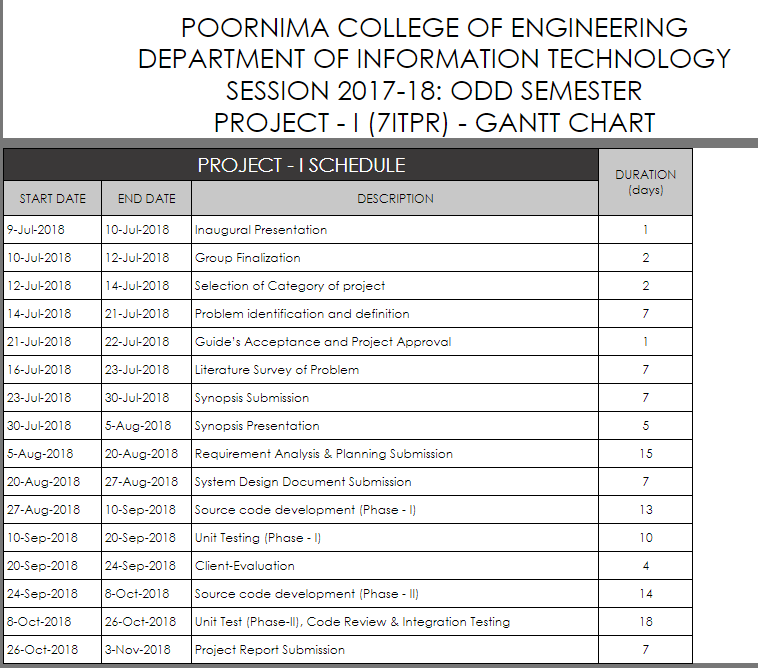 POORNIMA COLLEGE OF ENGINEERING
DEPARTMENT OF INFORMATION TECHNOLOGY
SESSION 2017-18: ODD SEMESTER
PROJECT - I (7ITPR) - GANTT CHART
PROJECT - I SCHEDULE DURATION (days)
START DATE END DATE DESCRIPTION
9-Jul-2018 10-Jul-2018 Inaugural Presentation 1
10-Jul-2018 12-Jul-2018 Group Finalization 2
12-Jul-2018 14-Jul-2018 Selection of Category of project 2
14-Jul-2018 21-Jul-2018 Problem identification and definition 7
21-Jul-2018 22-Jul-2018 Guide's Acceptance and Project Approval 1
16-Jul-2018 23-Jul-2018 Literature Survey of Problem 7
23-Jul-2018 30-Jul-2018 Synopsis Submission 7
30-Jul-2018 5-Aug-2018 Synopsis Presentation 5
5-Aug-2018 20-Aug-2018 Requirement Analysis & Planning Submission 15
20-Aug-2018 27-Aug-2018 System Design Document Submission 7
27-Aug-2018 10-Sep-2018 Source code development (Phase - I) 13
10-Sep-2018 20-Sep-2018 Unit Testing (Phase - I) 10
20-Sep-2018 24-Sep-2018 Client-Evaluation 4
24-Sep-2018 8-Oct-2018 Source code development (Phase - II) 14
8-Oct-2018 26-Oct-2018 Unit Test (Phase-II), Code Review & Integration Testing 18
26-Oct-2018 3-Nov-2018 Project Report Submission 7